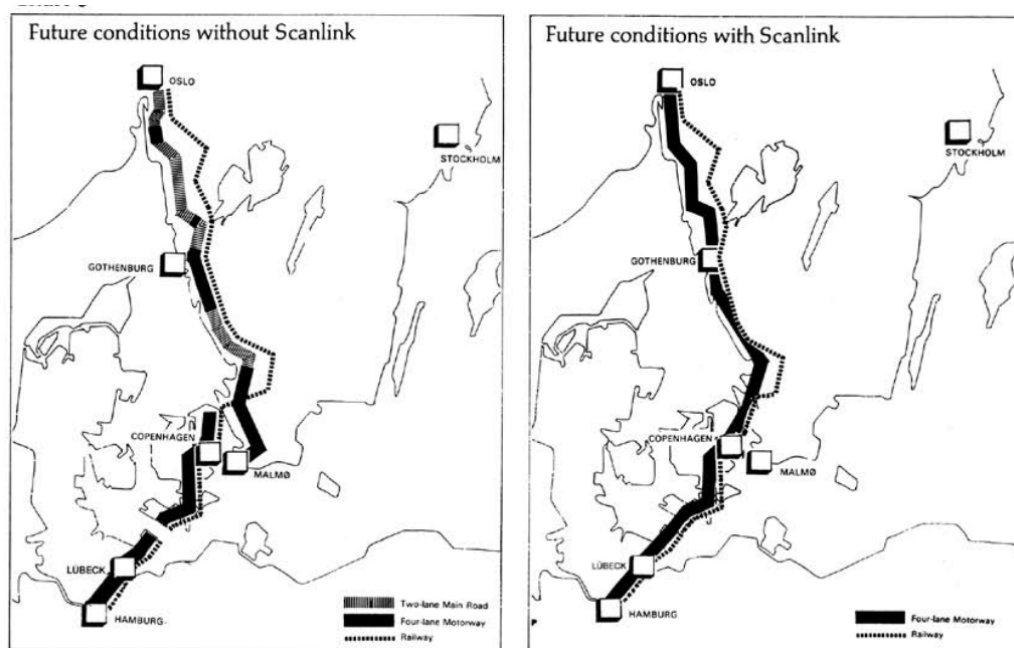 Future conditions without Scanlink
OSLO
STOCKHOLM
GOTHENBURG
COPENHAGEN
MALMØ
LÜBECK
HAMBURG
Two-lane Main Road
Four-lane Motorway
Railway
Future conditions with Scanlink
OSLO
STOCKHOLM
GOTHENBURG
COPENHAGEN
MALMØ
LÜBECK
HAMBURG
Four-lane Motorway
Railway